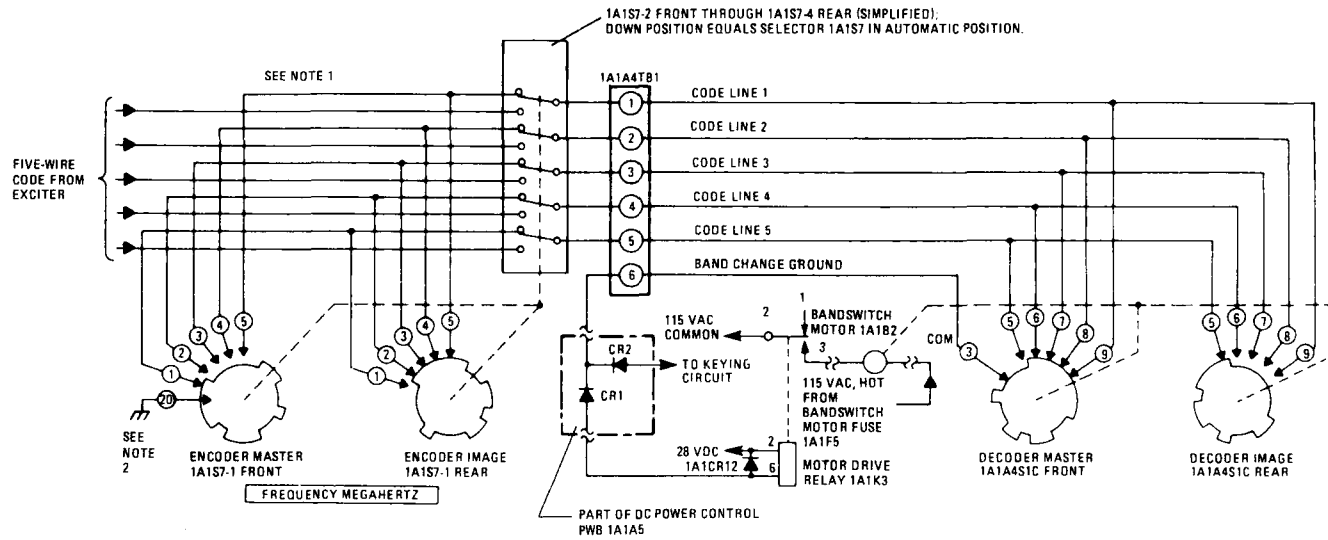 1A1S7-2 FRONT THROUGH 1A1S7-4 REAR (SIMPLIFIED);
DOWN POSITION EQUALS SELECTOR 1A1S7 IN AUTOMATIC POSITION.
SEE NOTE 1
1A1A4TB1
FIVE-WIRE
CODE FROM
EXCITER
1
CODE LINE 1
2
CODE LINE 2
3
CODE LINE 3
4
CODE LINE 4
5
CODE LINE 5
6
BAND CHANGE GROUND
1
2
3
4
5
20
SEE
NOTE
2
ENCODER MASTER
1A1S7-1 FRONT
1
2
3
4
5
ENCODER IMAGE
1A1S7-1 REAR
FREQUENCY MEGAHERTZ
CR2
CR1
TO KEYING
CIRCUIT
PART OF DC POWER CONTROL
PWB 1A1A5
115 VAC
COMMON
2
1
3
BANDSWITCH
MOTOR 1A1B2
115 VAC, HOT
FROM
BANDSWITCH
MOTOR FUSE
1A1F5
28 VDC
1A1CR12
2
6
MOTOR DRIVE
RELAY 1A1K3
COM
3
5
6
7
8
9
DECODER MASTER
1A1A4S1C FRONT
5
6
7
8
9
DECODER IMAGE
1A1A4S1C REAR